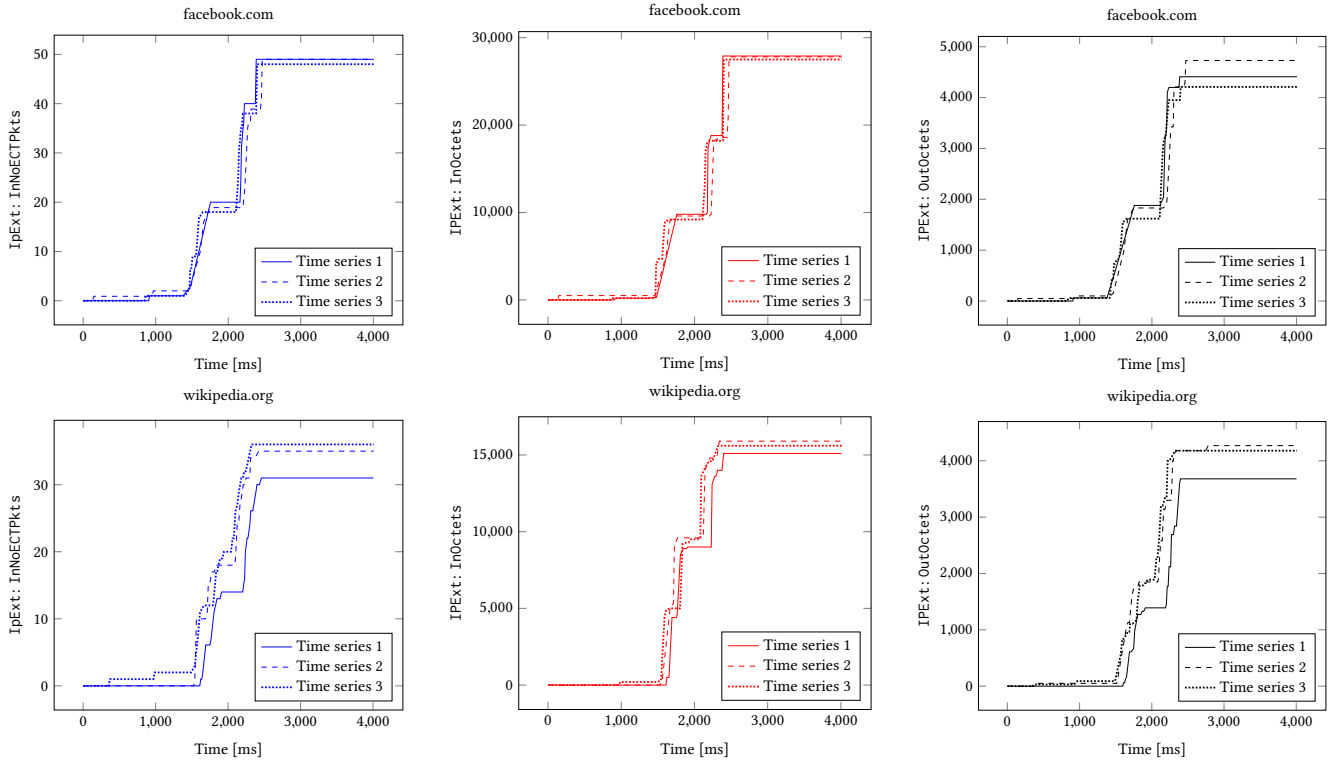 facebook.com
IpExt:InNoECTPkts
50
40
30
20
10
0
Time series 1
Time series 2
Time series 3
0 1,000 2,000 3,000 4,000
Time [ms]
facebook.com
IPExt:InOctets
30,000
20,000
10,000
0
Time series 1
Time series 2
Time series 3
0 1,000 2,000 3,000 4,000
Time [ms]
facebook.com
IPExt:OutOctets
5,000
4,000
3,000
2,000
1,000
0
Time series 1
Time series 2
Time series 3
0 1,000 2,000 3,000 4,000
Time [ms]
wikipedia.org
IpExt:InNoECTPkts
30
20
10
0
Time series 1
Time series 2
Time series 3
0 1,000 2,000 3,000 4,000
Time [ms]
wikipedia.org
IPExt:InOctets
15,000
10,000
5,000
0
Time series 1
Time series 2
Time series 3
0 1,000 2,000 3,000 4,000
Time [ms]
wikipedia.org
IPExt:OutOctets
4,000
3,000
2,000
1,000
0
Time series 1
Time series 2
Time series 3
0 1,000 2,000 3,000 4,000
Time [ms]